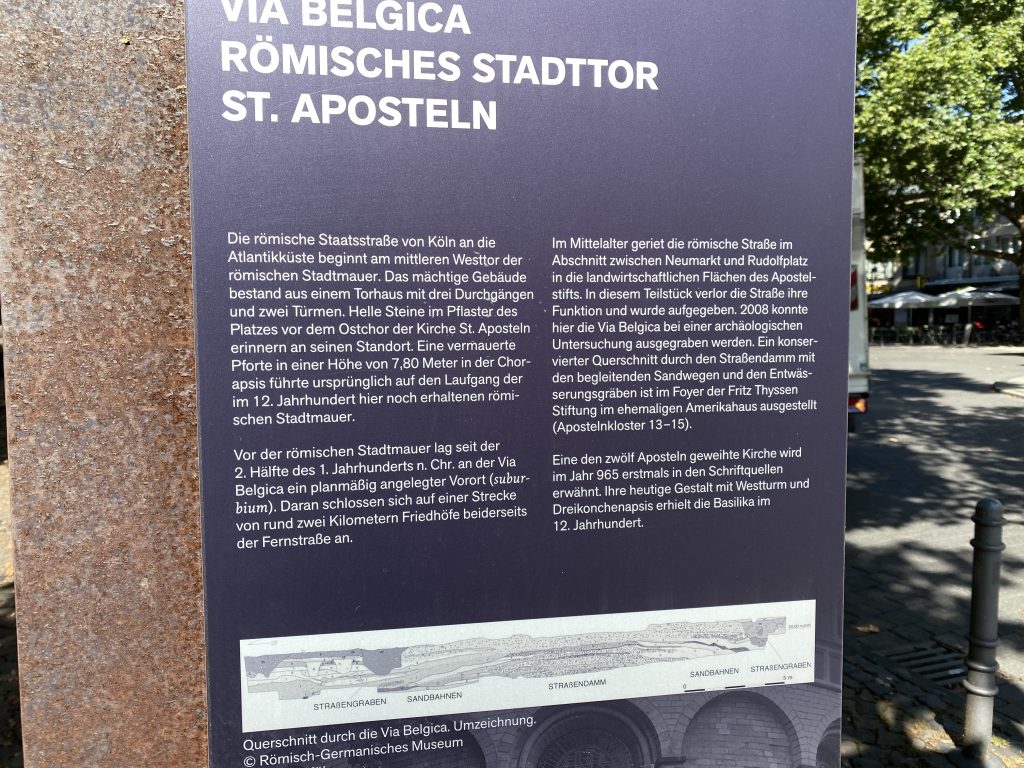 VIA BELGICA
RÖMISCHES STADTTOR
ST. APOSTELN
Die römische Staatsstraße von Köln an die
Atlantikküste beginnt am mittleren Westtor der
römischen Stadtmauer. Das mächtige Gebäude
bestand aus einem Torhaus mit drei Durchgängen
und zwei Türmen. Helle Steine im Pflaster des
Platzes vor dem Ostchor der Kirche St. Aposteln
erinnern an seinen Standort. Eine vermauerte
Pforte in einer Höhe von 7,80 Meter in der Chor-
apsis führte ursprünglich auf den Laufgang der
im 12. Jahrhundert hier noch erhaltenen römi-
schen Stadtmauer.
Vor der römischen Stadtmauer lag seit der
2. Hälfte des 1. Jahrhunderts n. Chr. an der Via
Belgica ein planmäßig angelegter Vorort (subur-
bium). Daran schlossen sich auf einer Strecke
von rund zwei Kilometern Friedhöfe beiderseits
der Fernstraße an.
Im Mittelalter geriet die römische Straße im
Abschnitt zwischen Neumarkt und Rudolfplatz
in die landwirtschaftlichen Flächen des Apostel-
stifts. In diesem Teilstück verlor die Straße ihre
Funktion und wurde aufgegeben. 2008 konnte
hier die Via Belgica bei einer archäologischen
Untersuchung ausgegraben werden. Ein konser-
vierter Querschnitt durch den Straßendamm mit
den begleitenden Sandwegen und den Entwäs-
serungsgräben ist im Foyer der Fritz Thyssen
Stiftung im ehemaligen Amerikahaus ausgestellt
(Apostelnkloster 13–15).
Eine den zwölf Aposteln geweihte Kirche wird
im Jahr 965 erstmals in den Schriftquellen
erwähnt. Ihre heutige Gestalt mit Westturm und
Dreikonchenapsis erhielt die Basilika im
12. Jahrhundert.
STRAßENGRABEN SANDBAHNEN STRAßENDAMM SANDBAHNEN STRAßENGRABEN
0 5 m
Querschnitt durch die Via Belgica. Umzeichnung.
© Römisch-Germanisches Museum